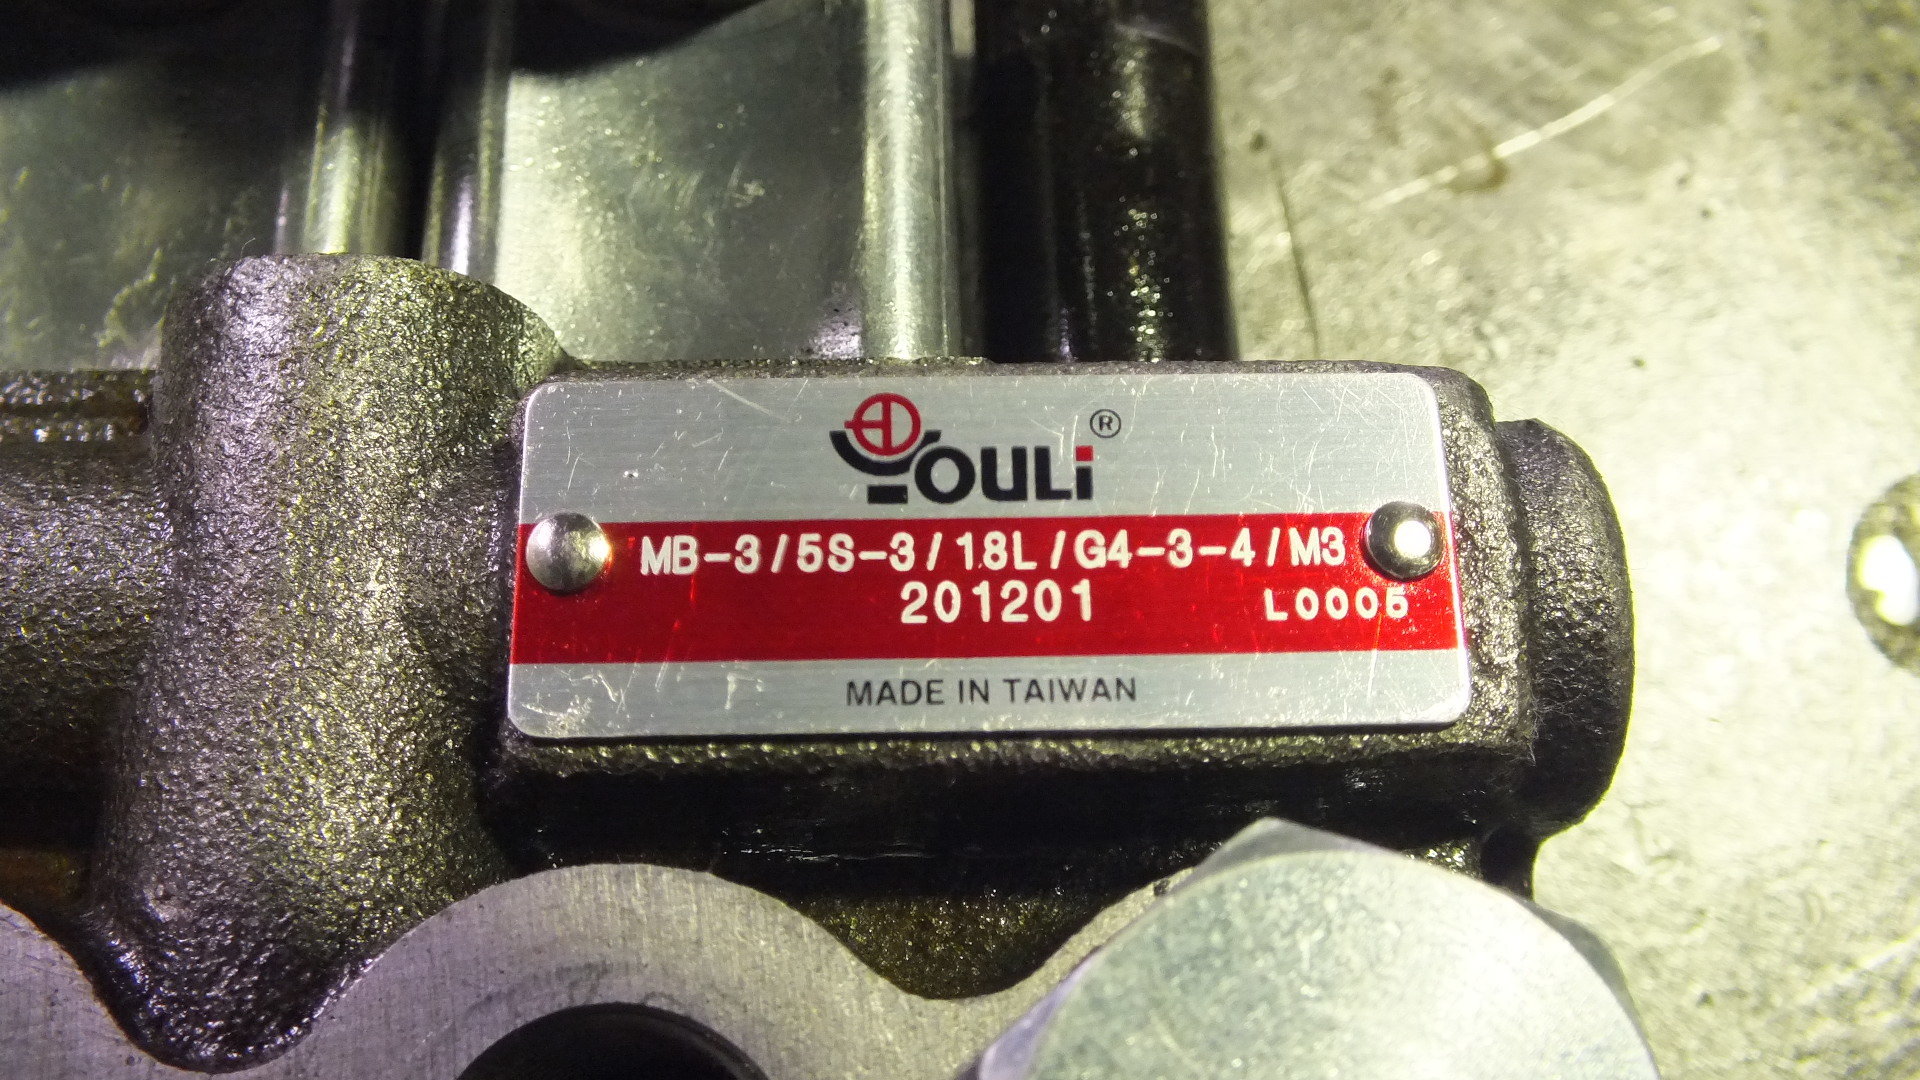 YOULi®
MB-3/5S-3/18L/G4-3-4/M3
201201 L0005
MADE IN TAIWAN